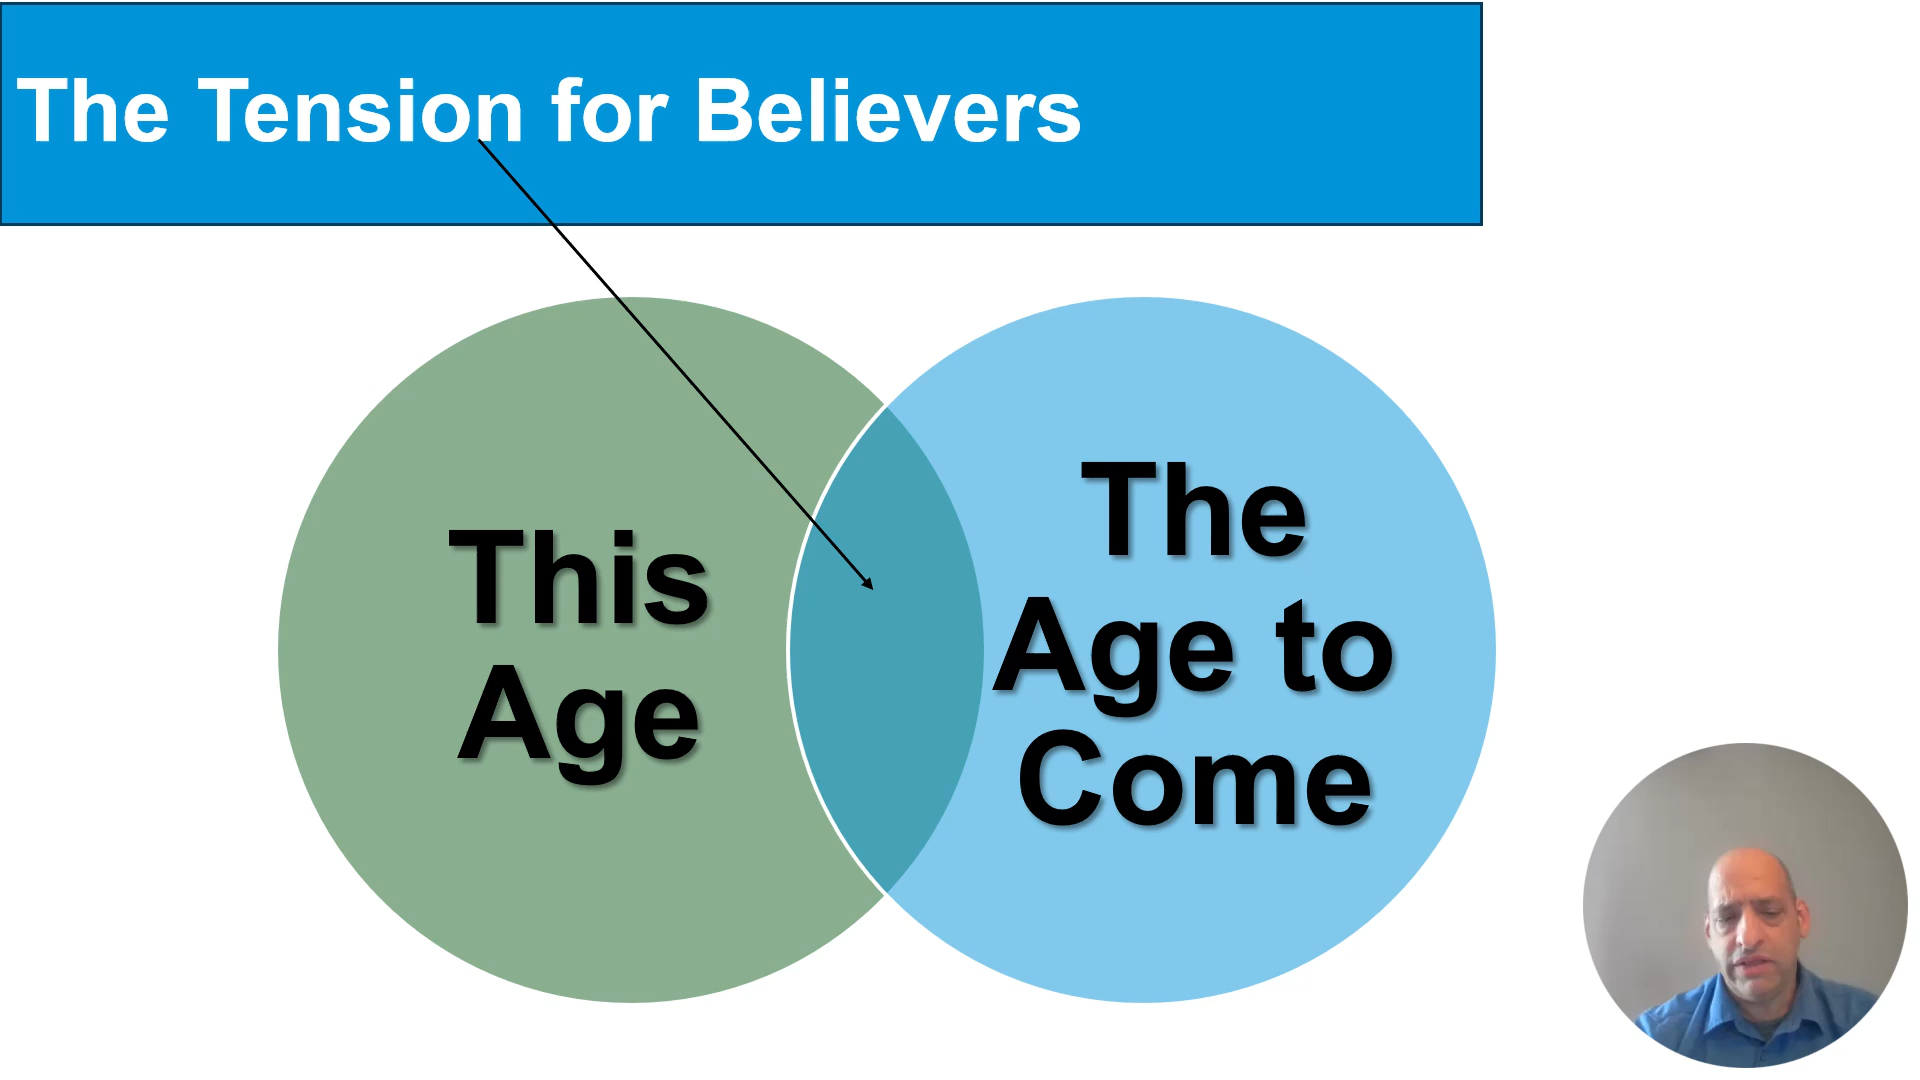 The Tension for Believers
This
Age
The
Age to
Come